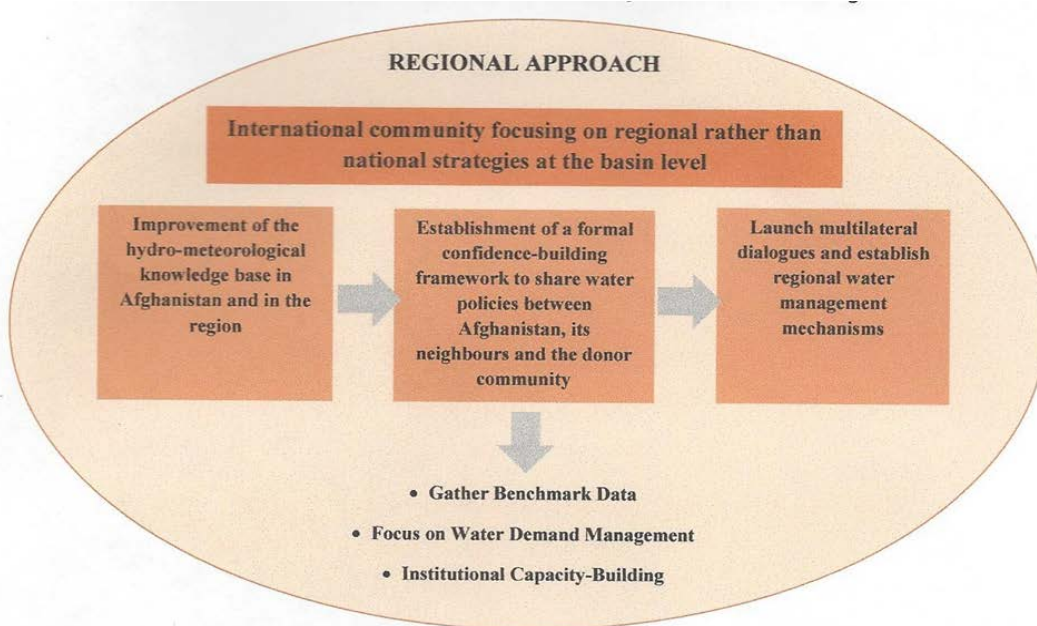 REGIONAL APPROACH
International community focusing on regional rather than
national strategies at the basin level
Improvement of the
hydro-meteorological
knowledge base in
Afghanistan and in the
region
Establishment of a formal
confidence-building
framework to share water
policies between
Afghanistan, its
neighbours and the donor
community
Launch multilateral
dialogues and establish
regional water
management
mechanisms
• Gather Benchmark Data
• Focus on Water Demand Management
• Institutional Capacity-Building